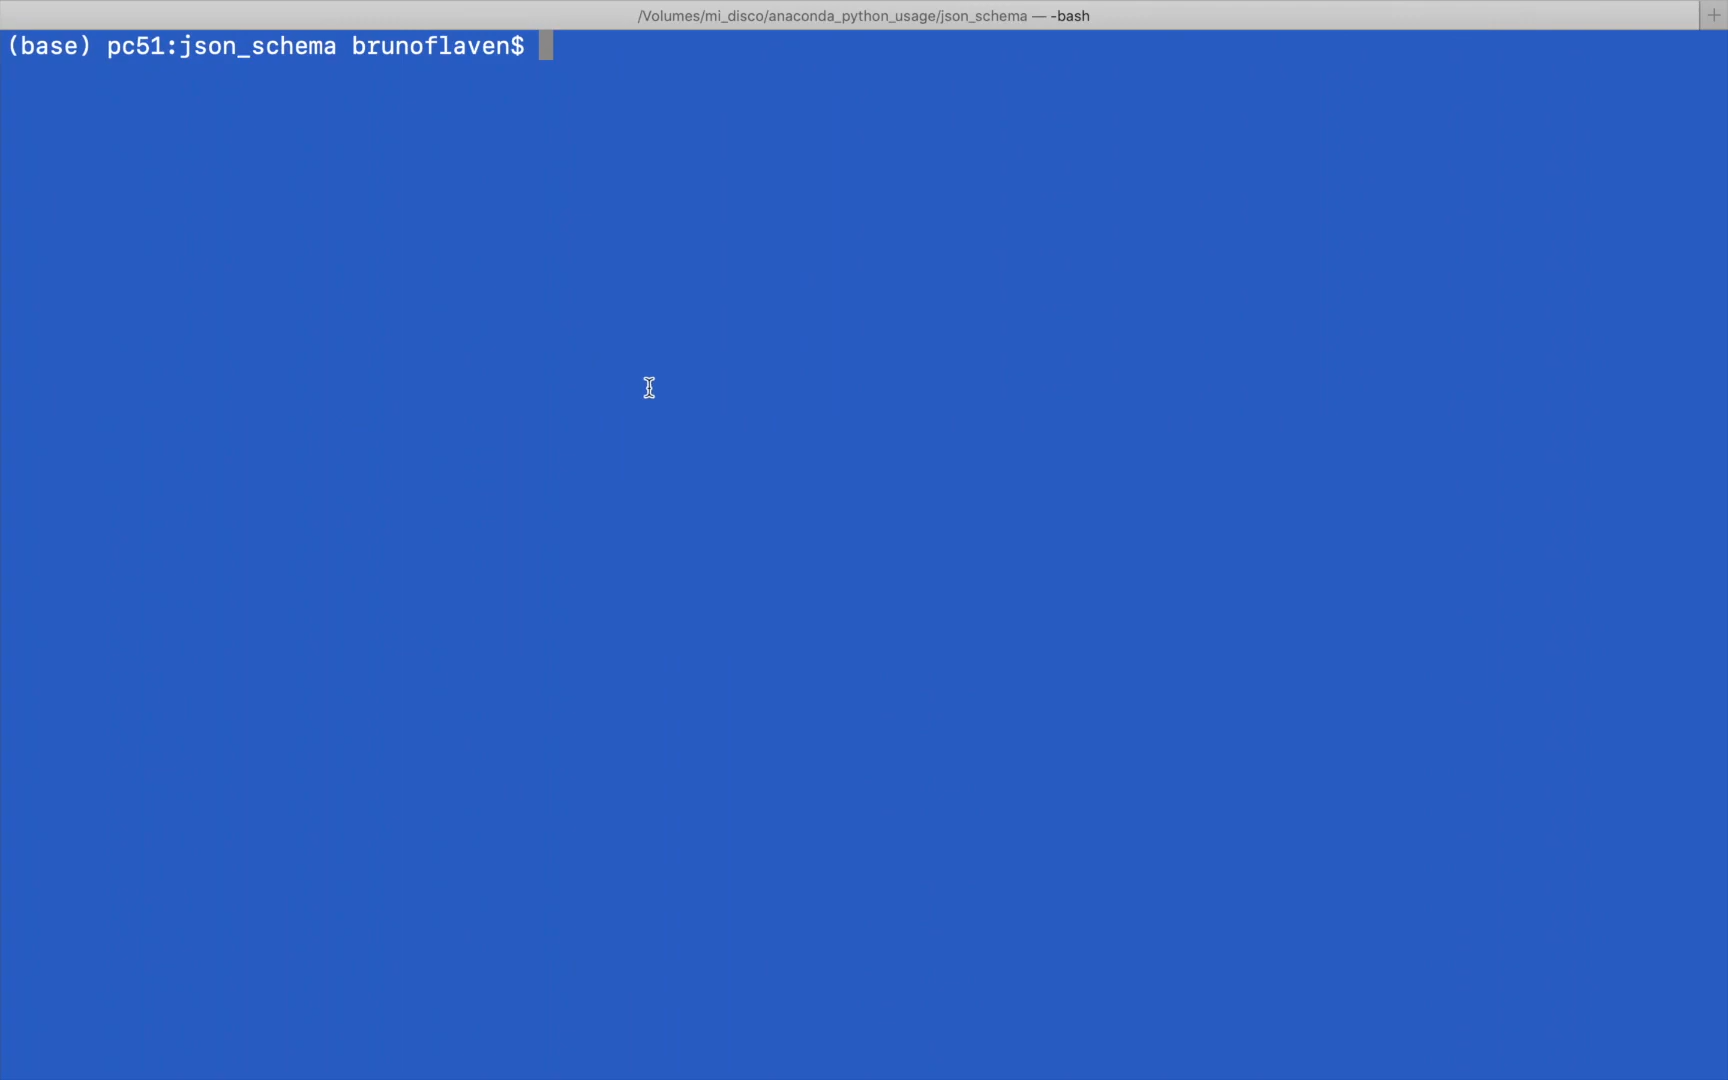 /Volumes/mi_disco/anaconda_python_usage/json_schema — -bash
(base) pc51:json_schema brunoflaven$